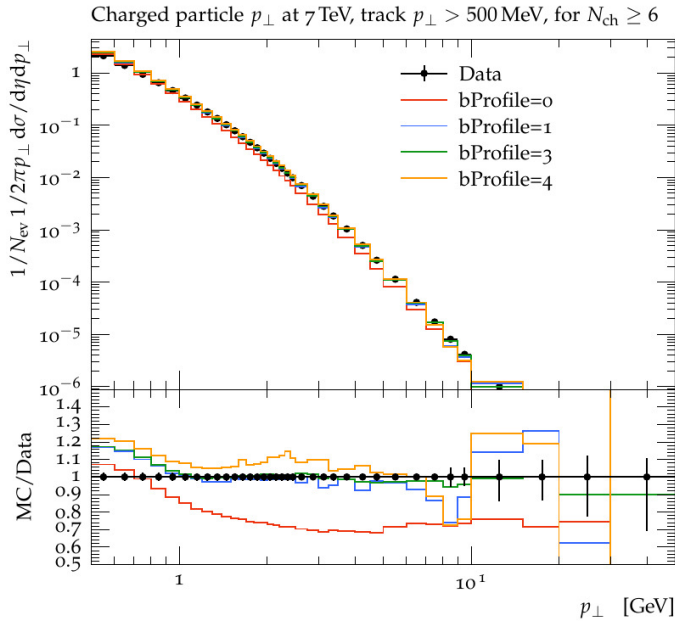 Charged particle p⊥ at 7 TeV, track p⊥ > 500 MeV, for Nch ≥ 6
1/Nev 1/2πp⊥ dσ/dηdp⊥
1
10⁻¹
10⁻²
10⁻³
10⁻⁴
10⁻⁵
10⁻⁶
Data
bProfile=0
bProfile=1
bProfile=3
bProfile=4
MC/Data
1.4
1.3
1.2
1.1
1
0.9
0.8
0.7
0.6
0.5
1
10¹
p⊥ [GeV]